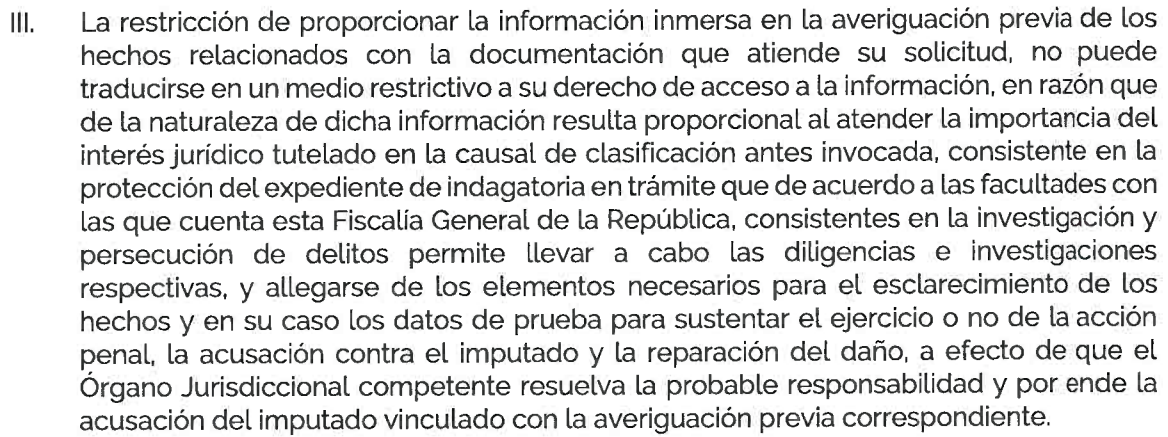 III. La restricción de proporcionar la información inmersa en la averiguación previa de los
hechos relacionados con la documentación que atiende su solicitud, no puede
traducirse en un medio restrictivo a su derecho de acceso a la información, en razón que
de la naturaleza de dicha información resulta proporcional al atender la importancia del
interés jurídico tutelado en la causal de clasificación antes invocada, consistente en la
protección del expediente de indagatoria en trámite que de acuerdo a las facultades con
las que cuenta esta Fiscalía General de la República, consistentes en la investigación y
persecución de delitos permite llevar a cabo las diligencias e investigaciones
respectivas, y allegarse de los elementos necesarios para el esclarecimiento de los
hechos y en su caso los datos de prueba para sustentar el ejercicio o no de la acción
penal, la acusación contra el imputado y la reparación del daño, a efecto de que el
Órgano Jurisdiccional competente resuelva la probable responsabilidad y por ende la
acusación del imputado vinculado con la averiguación previa correspondiente.